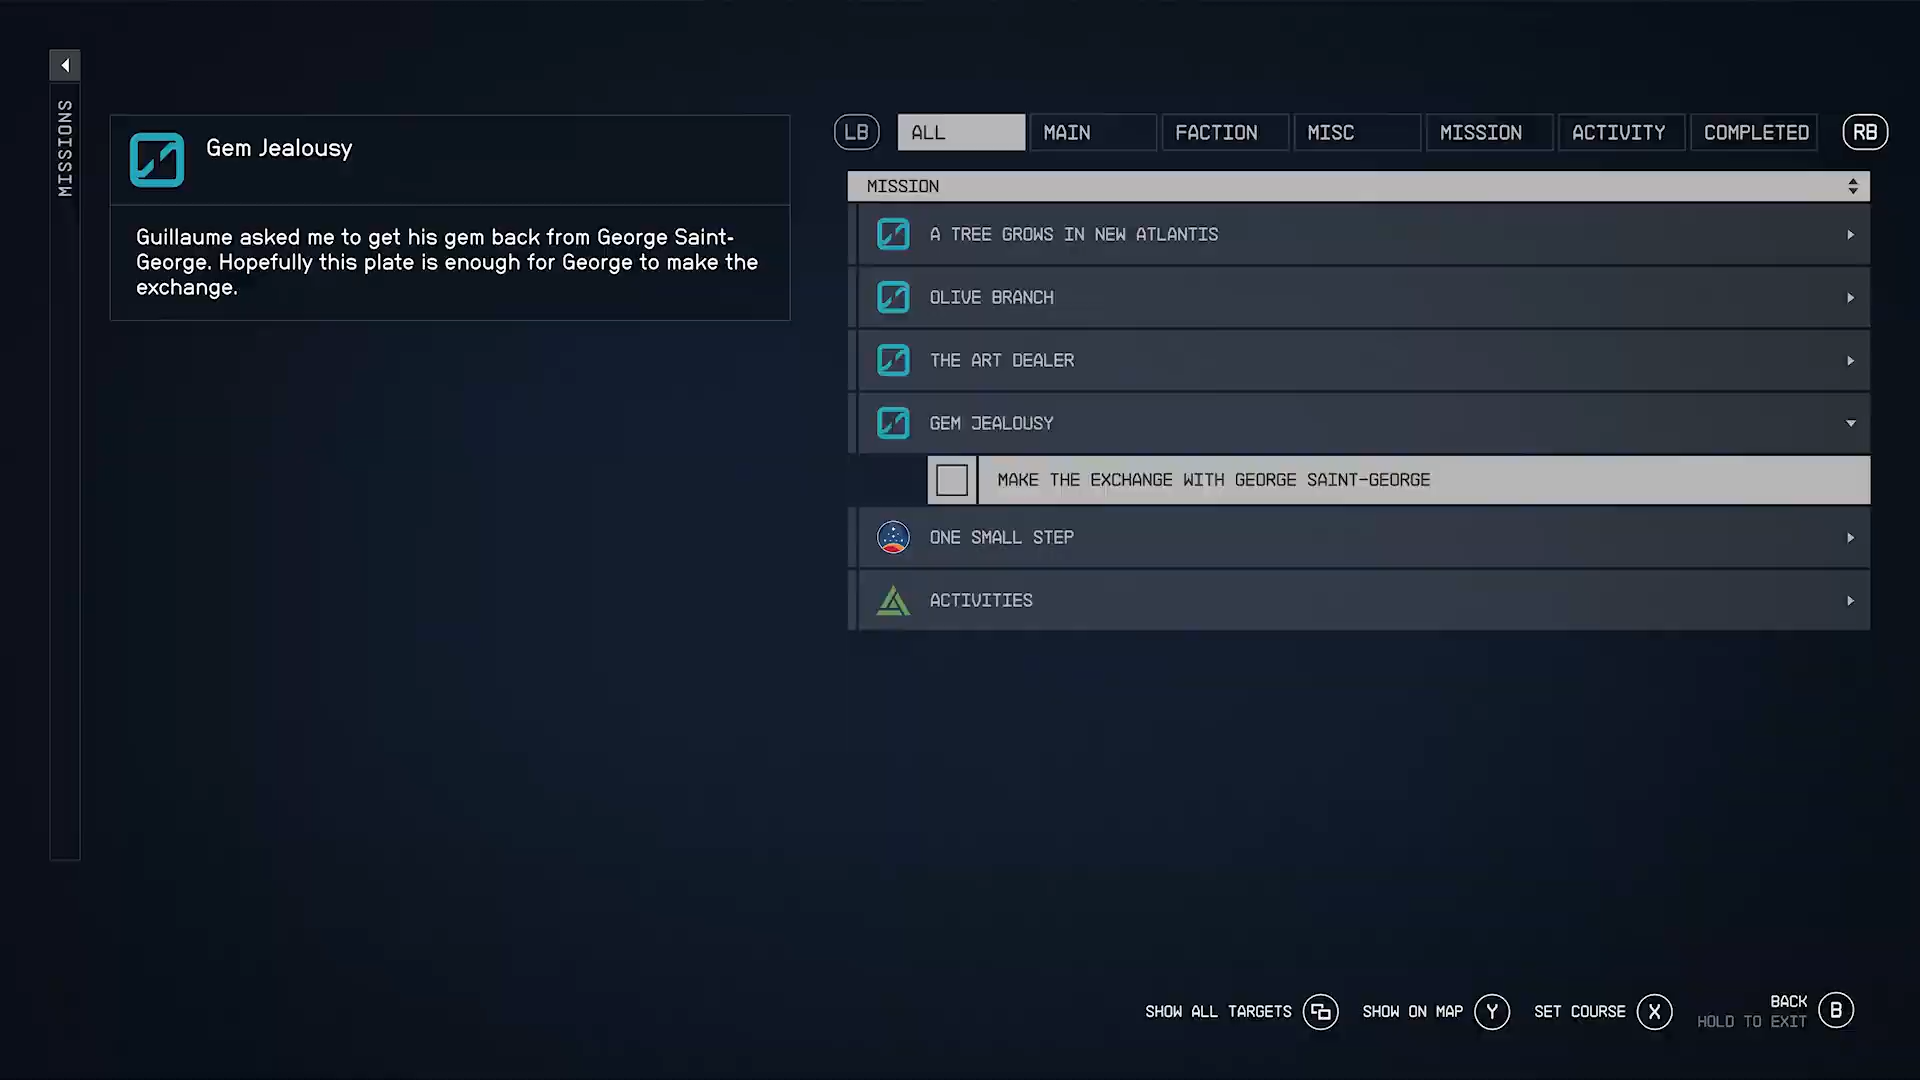 MISSIONS
Gem Jealousy
Guillaume asked me to get his gem back from George Saint-
George. Hopefully this plate is enough for George to make the
exchange.
LB ALL MAIN FACTION MISC MISSION ACTIVITY COMPLETED RB
MISSION
A TREE GROWS IN NEW ATLANTIS
OLIVE BRANCH
THE ART DEALER
GEM JEALOUSY
MAKE THE EXCHANGE WITH GEORGE SAINT-GEORGE
ONE SMALL STEP
ACTIVITIES
SHOW ALL TARGETS SHOW ON MAP Y SET COURSE X BACK B
HOLD TO EXIT